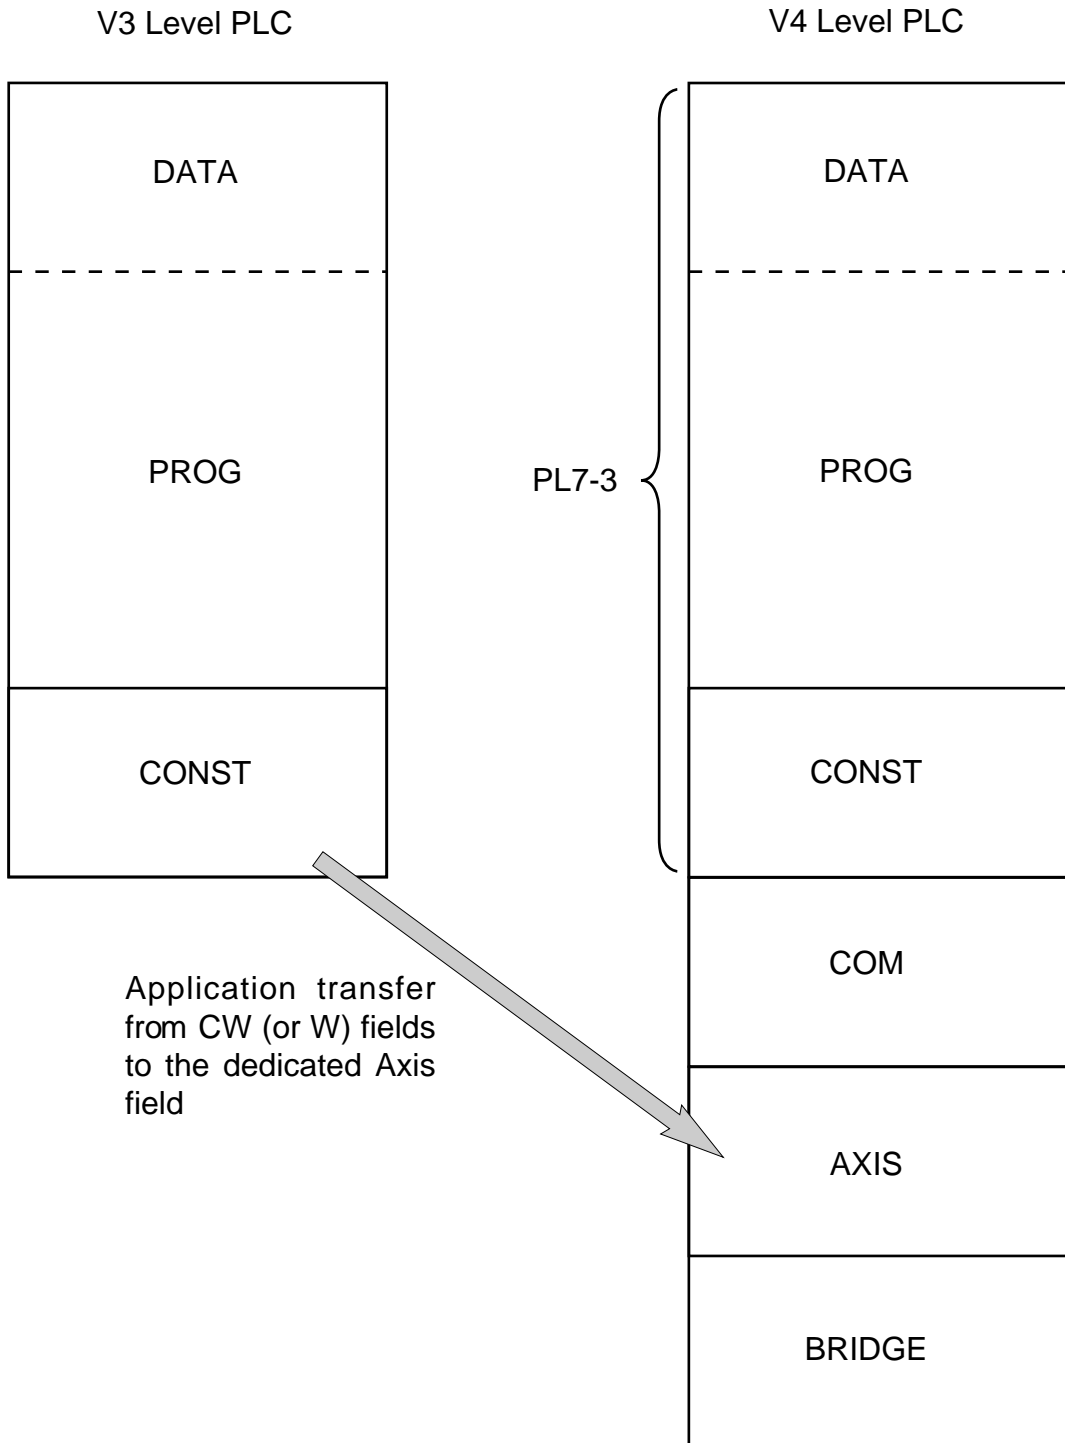 V3 Level PLC
V4 Level PLC
DATA
DATA
PROG
PL7-3
PROG
CONST
CONST
COM
Application transfer
from CW (or W) fields
to the dedicated Axis
field
AXIS
BRIDGE